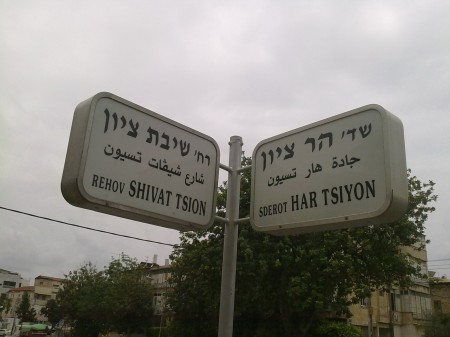 רח' שיבת ציון
شارع شيفات تسيون
REHOV SHIVAT TSION
שד' הר ציון
جادة هار تسيون
SDEROT HAR TSIYON